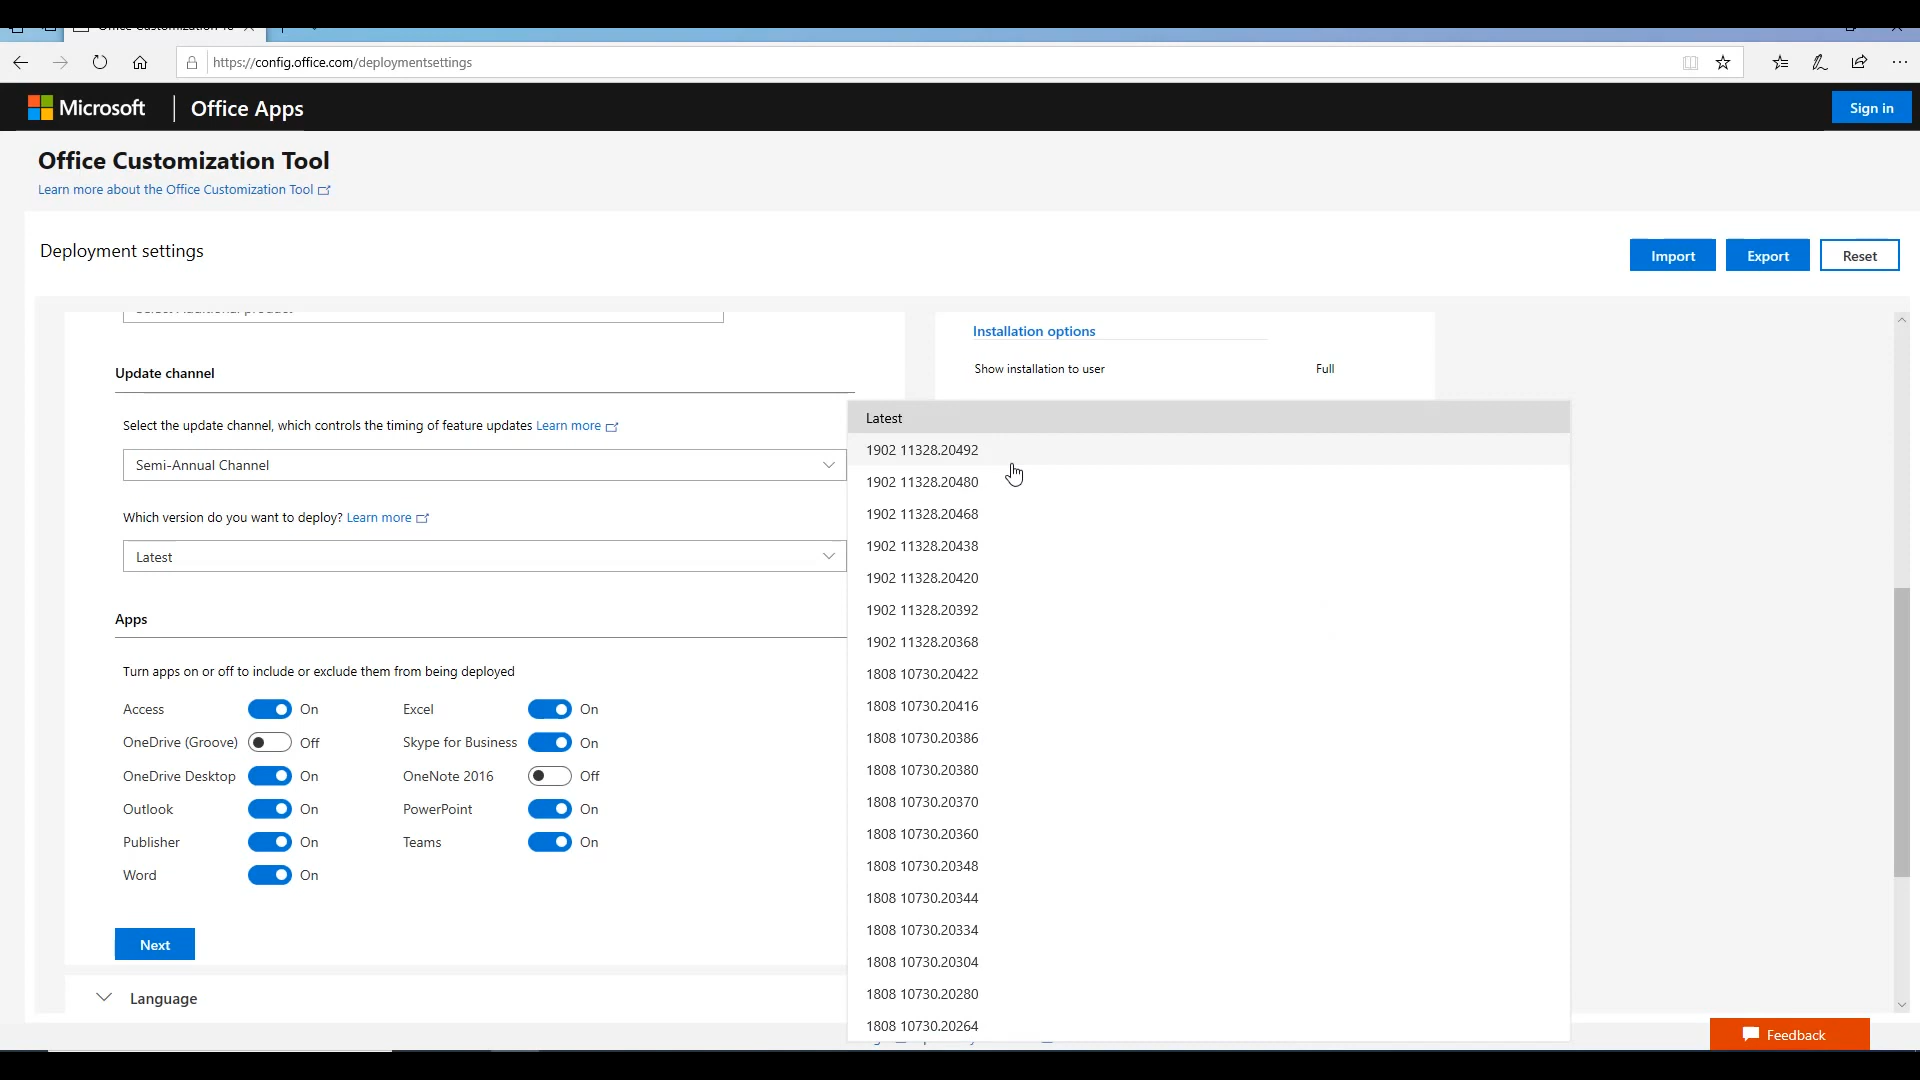 https://config.office.com/deploymentsettings
Microsoft
Office Apps
Sign in
Office Customization Tool
Learn more about the Office Customization Tool
Deployment settings
Import
Export
Reset
Installation options
Show installation to user
Full
Update channel
Select the update channel, which controls the timing of feature updates Learn more
Semi-Annual Channel
Which version do you want to deploy? Learn more
Latest
Apps
Turn apps on or off to include or exclude them from being deployed
Access On
Excel On
OneDrive (Groove) Off
Skype for Business On
OneDrive Desktop On
OneNote 2016 Off
Outlook On
PowerPoint On
Publisher On
Teams On
Word On
Next
Language
Latest
1902 11328.20492
1902 11328.20480
1902 11328.20468
1902 11328.20438
1902 11328.20420
1902 11328.20392
1902 11328.20368
1808 10730.20422
1808 10730.20416
1808 10730.20386
1808 10730.20380
1808 10730.20370
1808 10730.20360
1808 10730.20348
1808 10730.20344
1808 10730.20334
1808 10730.20304
1808 10730.20280
1808 10730.20264
Feedback